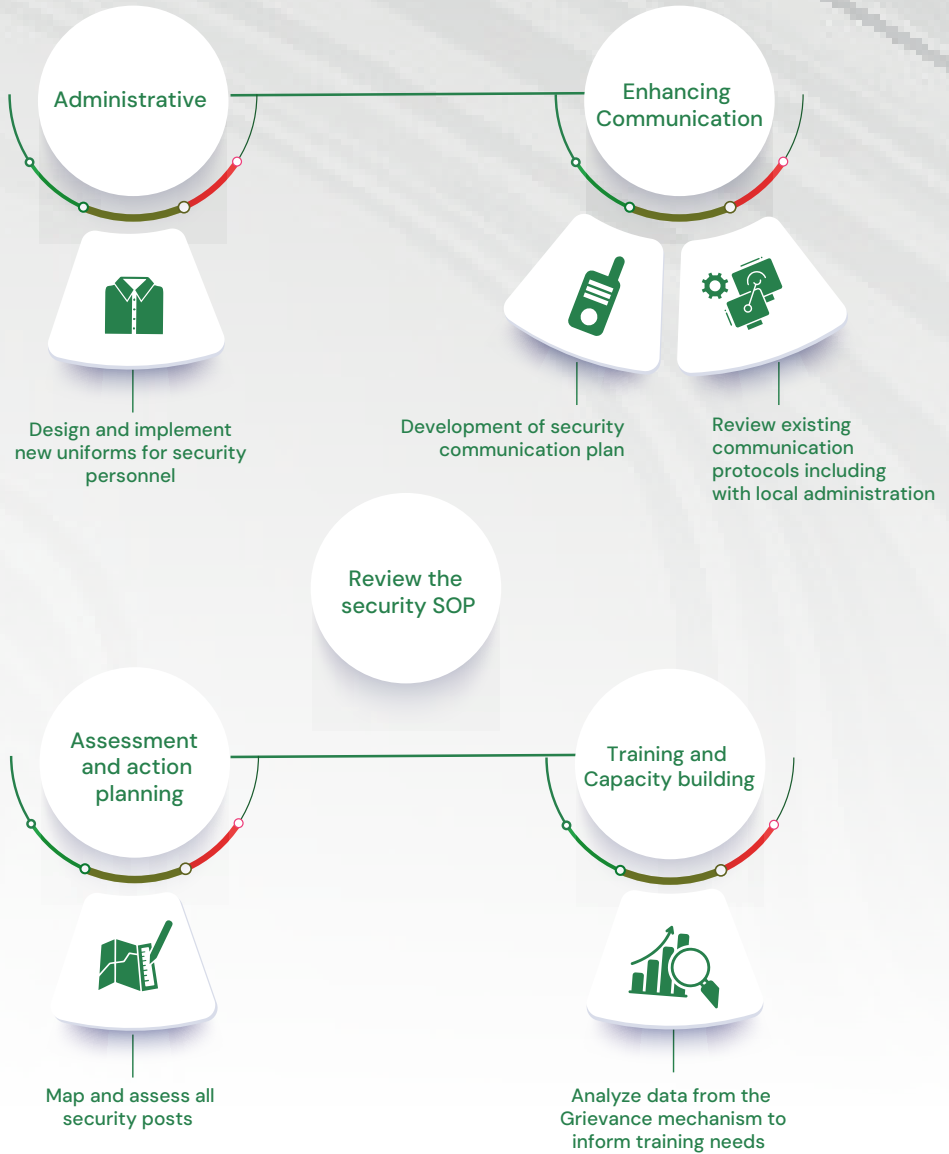 Administrative
Enhancing
Communication
Design and implement
new uniforms for security
personnel
Development of security
communication plan
Review existing
communication
protocols including
with local administration
Review the
security SOP
Assessment
and action
planning
Training and
Capacity building
Map and assess all
security posts
Analyze data from the
Grievance mechanism to
inform training needs